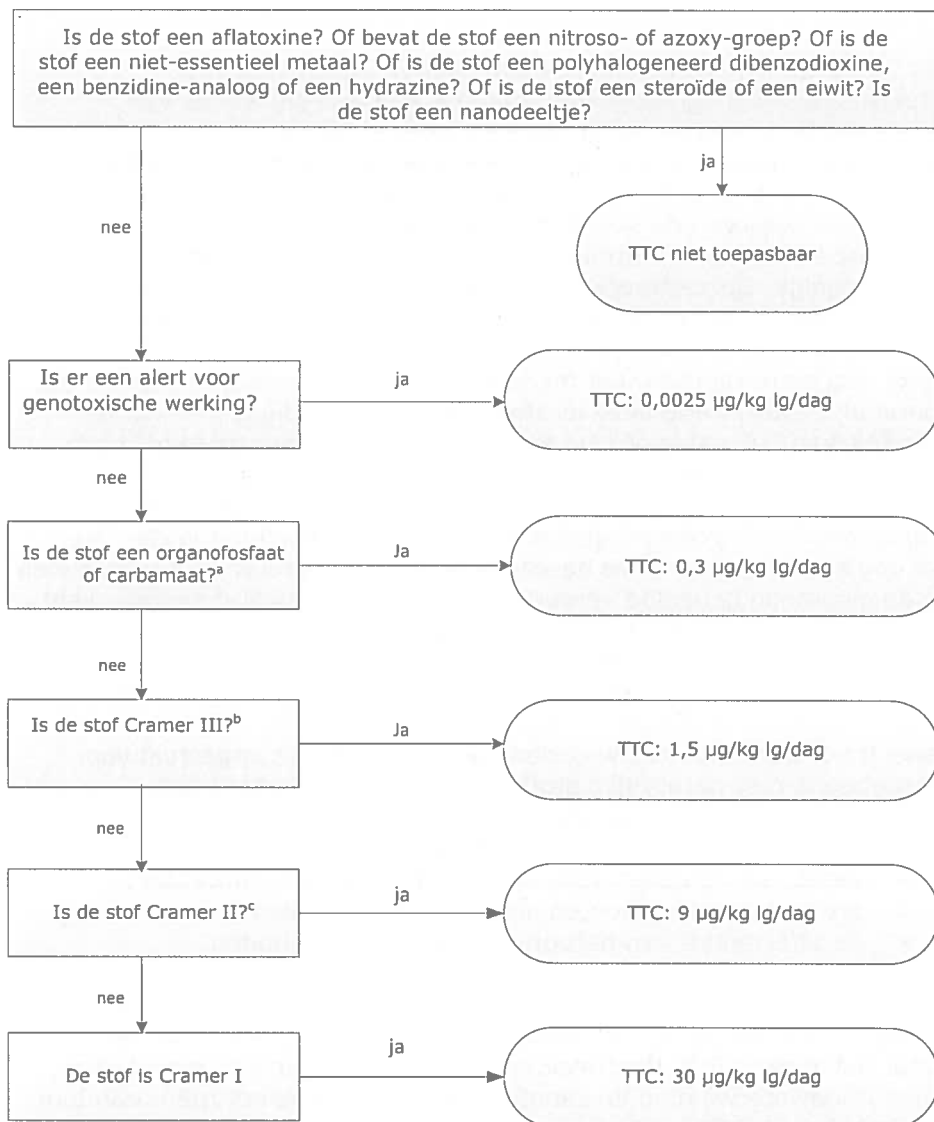 Is de stof een aflatoxine? Of bevat de stof een nitroso- of azoxy-groep? Of is de
stof een niet-essentieel metaal? Of is de stof een polyhalogeneerd dibenzodioxine,
een benzidine-analoog of een hydrazine? Of is de stof een steroïde of een eiwit? Is
de stof een nanodeeltje?
ja
nee
TTC niet toepasbaar
Is er een alert voor
genotoxische werking?
ja
TTC: 0,0025 µg/kg lg/dag
nee
Is de stof een organofosfaat
of carbamaat?ª
Ja
TTC: 0,3 µg/kg lg/dag
nee
Is de stof Cramer III?ᵇ
Ja
TTC: 1,5 µg/kg lg/dag
nee
Is de stof Cramer II?ᶜ
ja
TTC: 9 µg/kg lg/dag
nee
De stof is Cramer I
ja
TTC: 30 µg/kg lg/dag